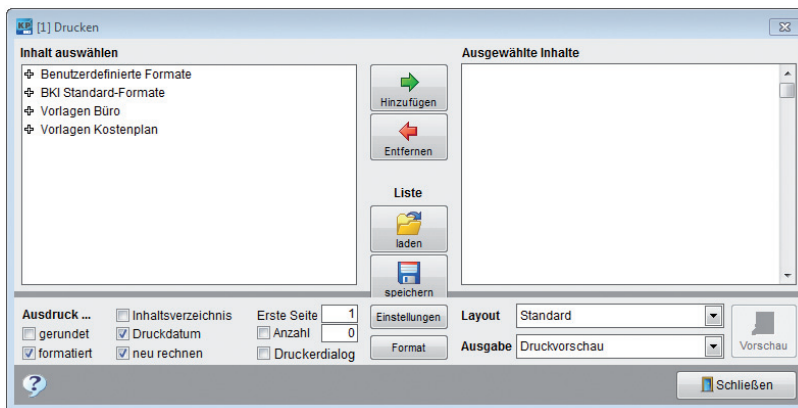 KP [1] Drucken
Inhalt auswählen
Benutzerdefinierte Formate
BKI Standard-Formate
Vorlagen Büro
Vorlagen Kostenplan
Hinzufügen
Entfernen
Liste
laden
speichern
Ausgewählte Inhalte
Ausdruck ...
gerundet
formatiert
Inhaltsverzeichnis
Druckdatum
neu rechnen
Erste Seite 1
Anzahl 0
Druckerdialog
Einstellungen
Format
Layout Standard
Ausgabe Druckvorschau
Vorschau
Schließen